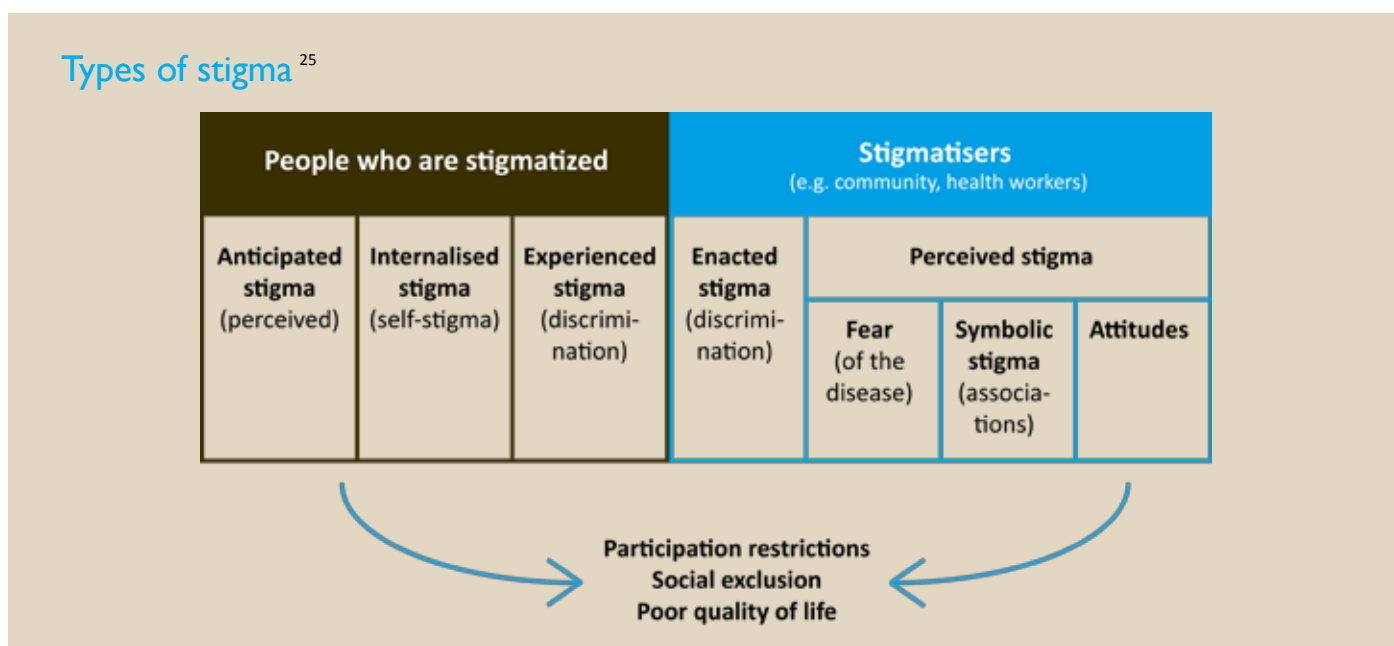 Types of stigma 25
People who are stigmatized
Stigmatisers
(e.g. community, health workers)
Anticipated
stigma
(perceived)
Internalised
stigma
(self-stigma)
Experienced
stigma
(discrimi-
nation)
Enacted
stigma
(discrimi-
nation)
Perceived stigma
Fear
(of the
disease)
Symbolic
stigma
(associa-
tions)
Attitudes
Participation restrictions
Social exclusion
Poor quality of life